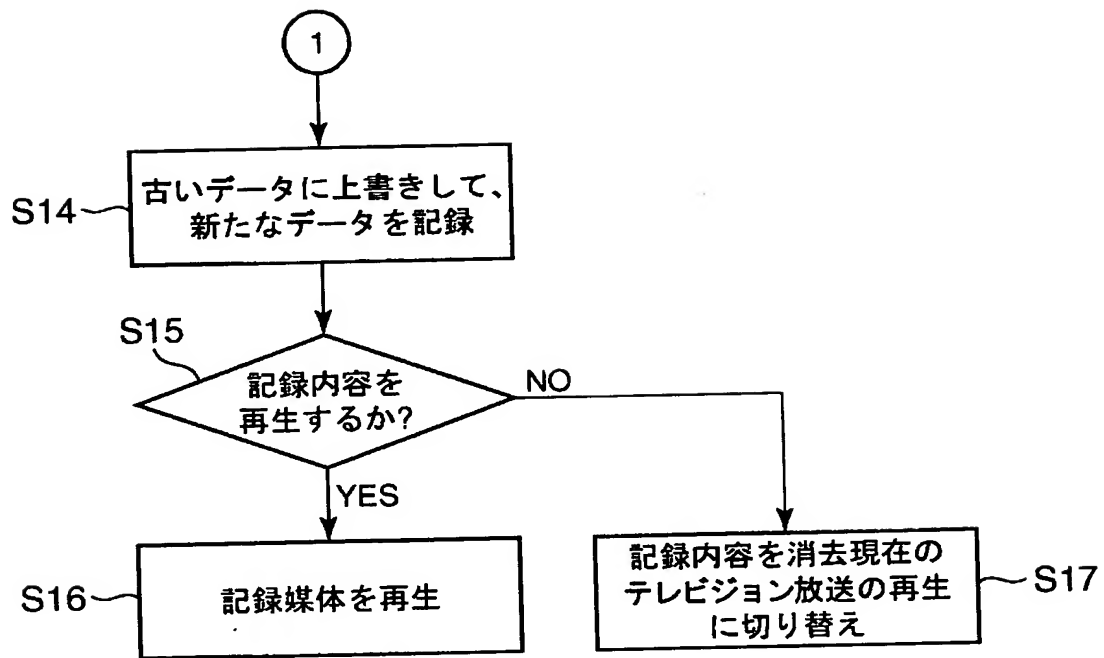 1
S14
古いデータに上書きして、
新たなデータを記録
S15
記録内容を
再生するか?
NO
YES
S16
記録媒体を再生
記録内容を消去現在の
テレビジョン放送の再生
に切り替え
S17